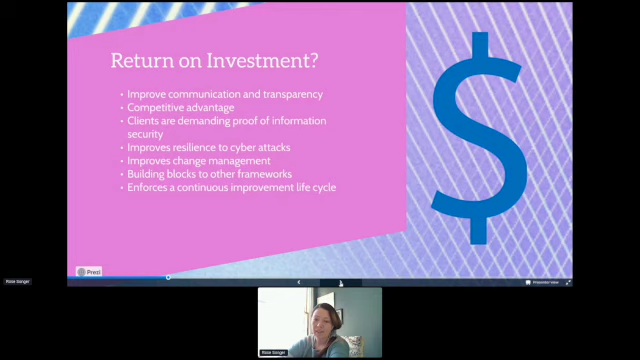 Return on Investment?
• Improve communication and transparency
• Competitive advantage
• Clients are demanding proof of information
security
• Improves resilience to cyber attacks
• Improves change management
• Building blocks to other frameworks
• Enforces a continuous improvement life cycle
$
Prezi
Presenter View